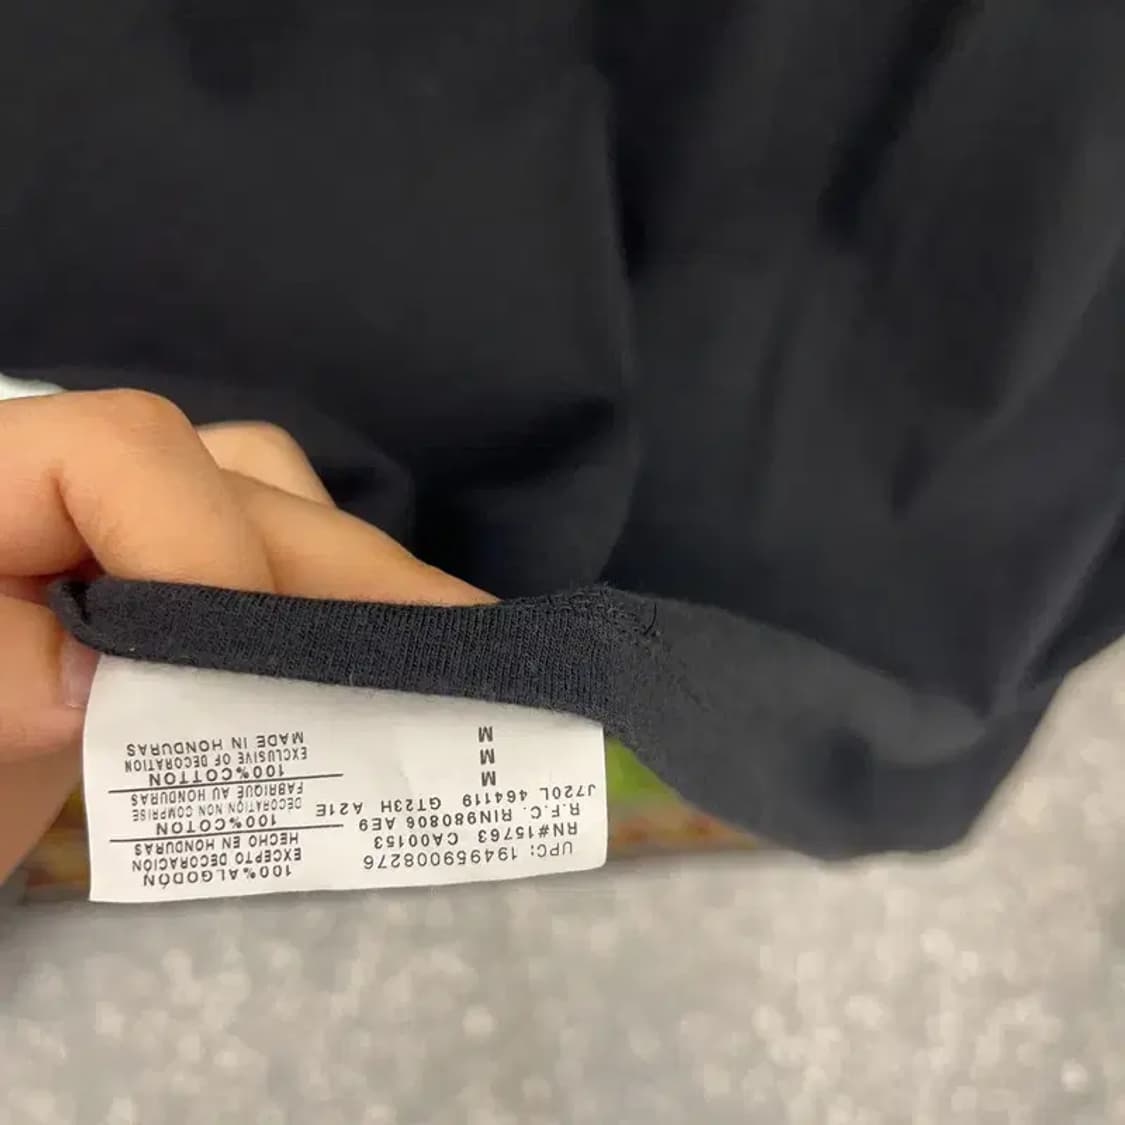 UPC: 194959008276
RN#15763 CA00153
R.F.C. RIN980806 AE9
J720L 464119 GT23H A21E
M
M
M
100%ALGODÓN
EXCEPTO DECORACIÓN
HECHO EN HONDURAS
100%COTON
DÉCORATION NON COMPRISE
FABRIQUÉ AU HONDURAS
100%COTTON
EXCLUSIVE OF DECORATION
MADE IN HONDURAS